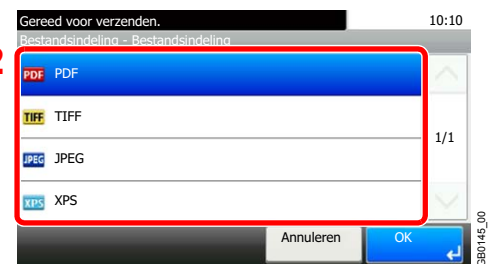 Gereed voor verzenden. 10:10
Bestandsindeling - Bestandsindeling
2
PDF PDF
TIFF TIFF
1/1
JPEG JPEG
XPS XPS
Annuleren OK
GB0145_00